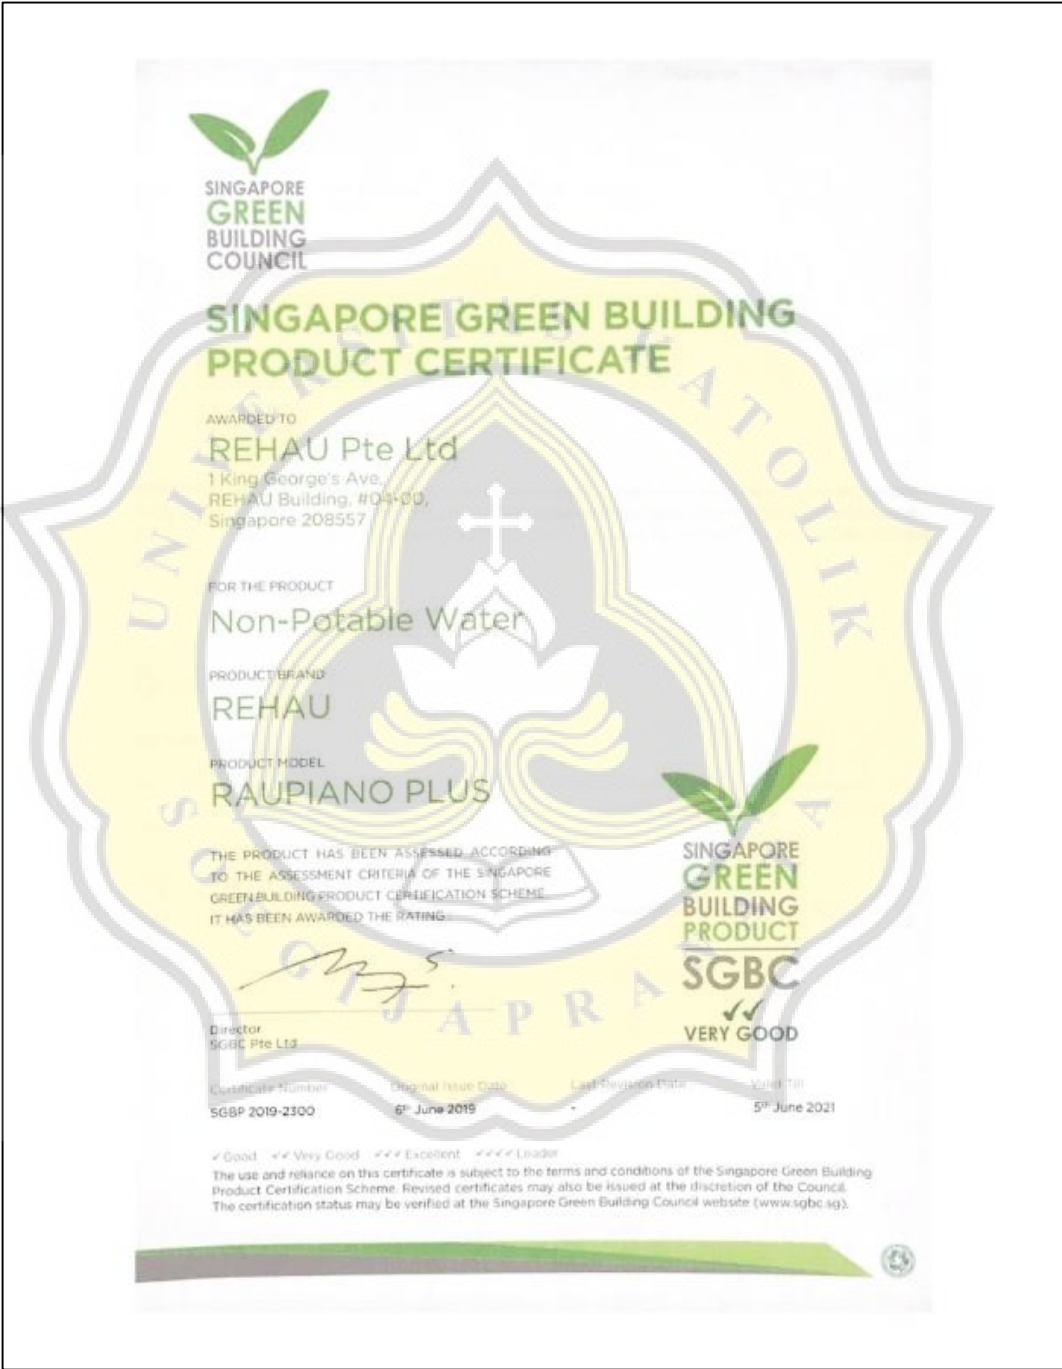 SINGAPORE
GREEN
BUILDING
COUNCIL
SINGAPORE GREEN BUILDING
PRODUCT CERTIFICATE
AWARDED TO
REHAU Pte Ltd
1 King George's Ave,
REHAU Building, #04-00,
Singapore 208557
FOR THE PRODUCT
Non-Potable Water
PRODUCT BRAND
REHAU
PRODUCT MODEL
RAUPIANO PLUS
THE PRODUCT HAS BEEN ASSESSED ACCORDING
TO THE ASSESSMENT CRITERIA OF THE SINGAPORE
GREEN BUILDING PRODUCT CERTIFICATION SCHEME.
IT HAS BEEN AWARDED THE RATING:
SINGAPORE
GREEN
BUILDING
PRODUCT
SGBC
✓✓
VERY GOOD
Director
SGBC Pte Ltd
Certificate Number Original Issue Date Last Revision Date Valid Till
SGBP 2019-2300 6th June 2019 - 5th June 2021
✓ Good ✓✓ Very Good ✓✓✓ Excellent ✓✓✓✓ Leader
The use and reliance on this certificate is subject to the terms and conditions of the Singapore Green Building
Product Certification Scheme. Revised certificates may also be issued at the discretion of the Council.
The certification status may be verified at the Singapore Green Building Council website (www.sgbc.sg).
UNIVERSITAS KATOLIK
SOEGIJAPRANATA